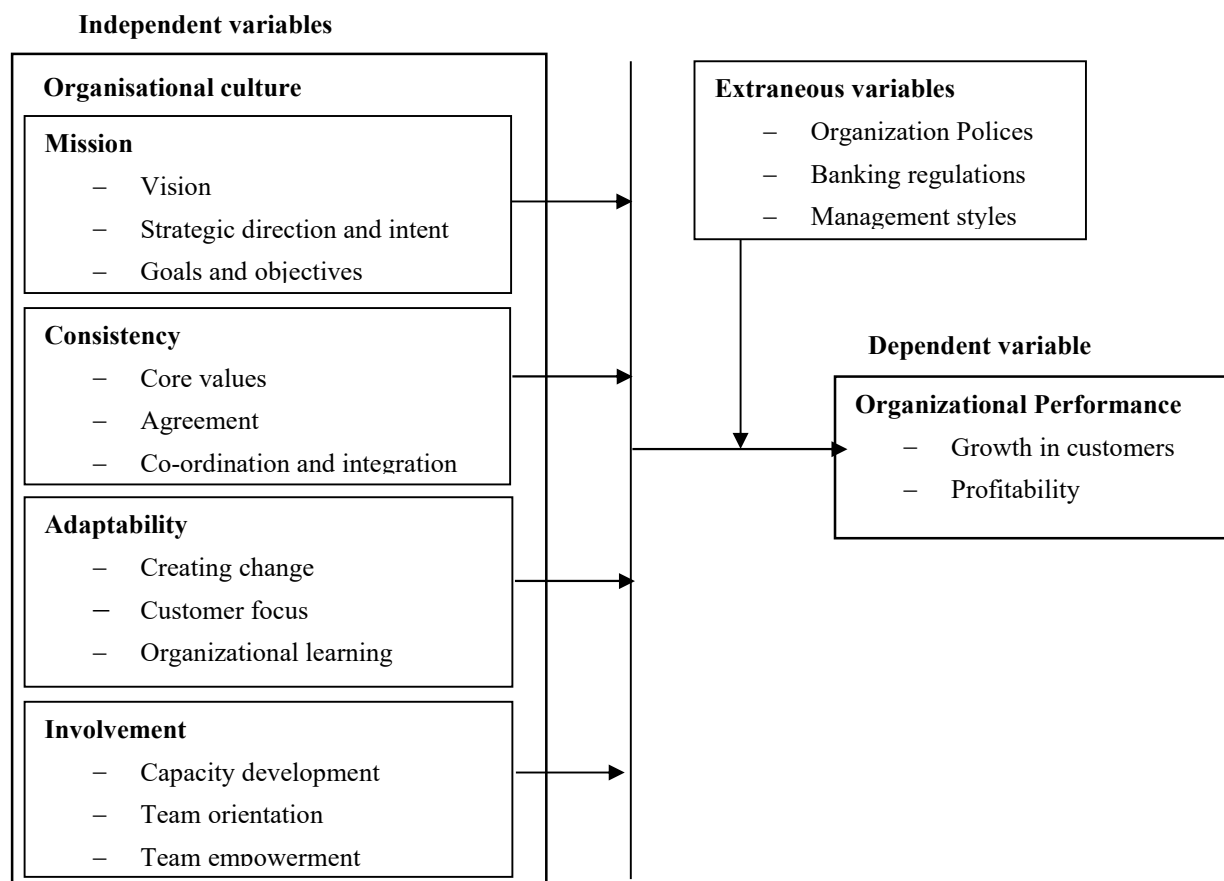 Independent variables
Organisational culture
Mission
– Vision
– Strategic direction and intent
– Goals and objectives
Consistency
– Core values
– Agreement
– Co-ordination and integration
Adaptability
– Creating change
– Customer focus
– Organizational learning
Involvement
– Capacity development
– Team orientation
– Team empowerment
Extraneous variables
– Organization Polices
– Banking regulations
– Management styles
Dependent variable
Organizational Performance
– Growth in customers
– Profitability